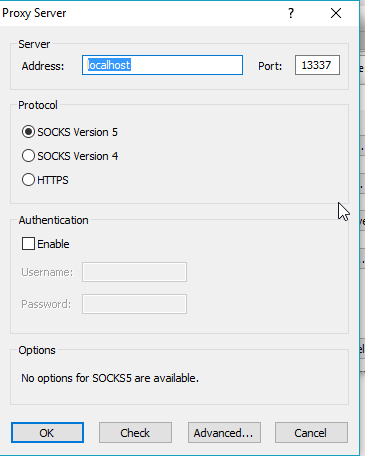 Proxy Server ?
Server
Address: localhost Port: 13337
Protocol
SOCKS Version 5
SOCKS Version 4
HTTPS
Authentication
Enable
Username:
Password:
Options
No options for SOCKS5 are available.
OK Check Advanced... Cancel